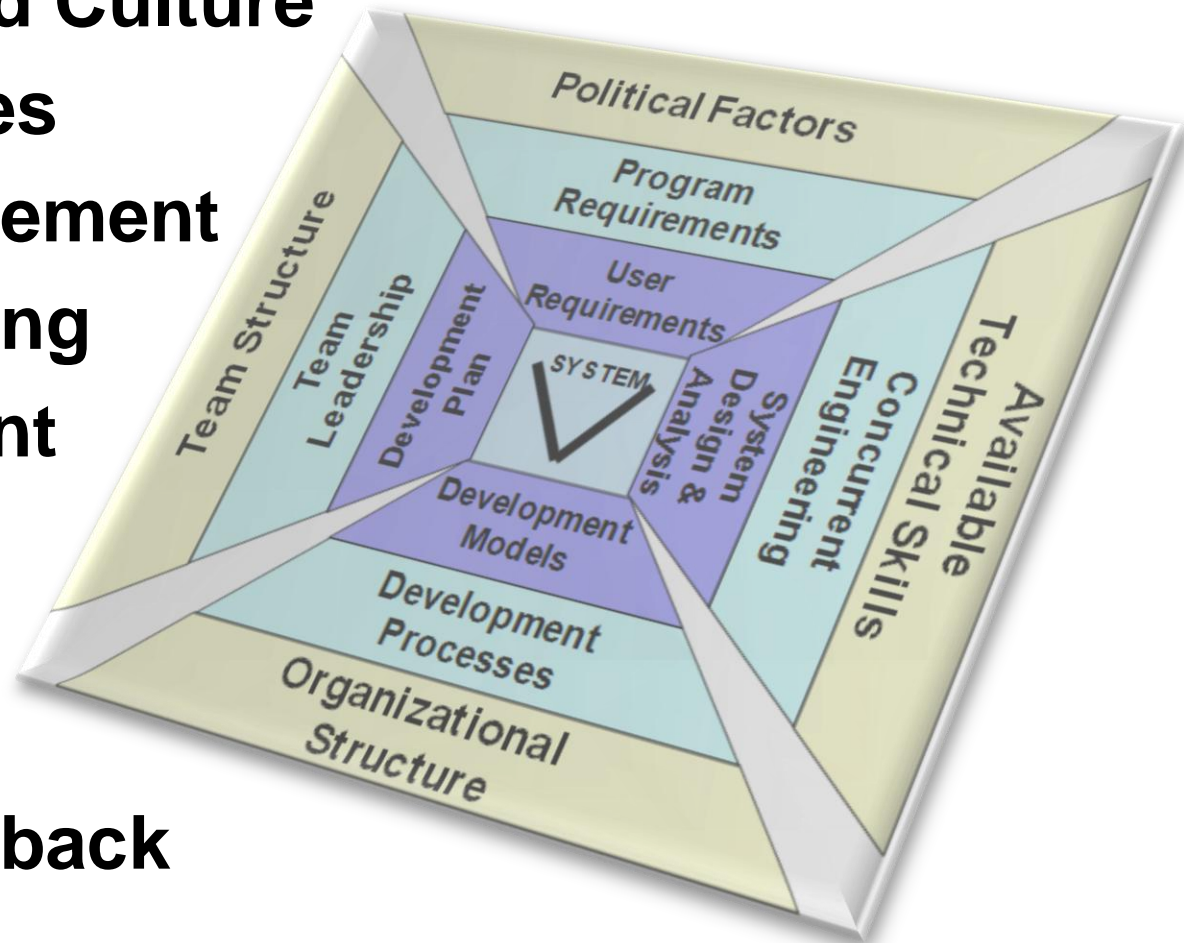 d Culture
es
ement
ng
nt
back
Political Factors
Program
Requirements
User
Requirements
Team Structure
Team
Leadership
Development
Plan
SYSTEM
System
Design &
Analysis
Concurrent
Engineering
Available
Technical Skills
Development
Models
Development
Processes
Organizational
Structure